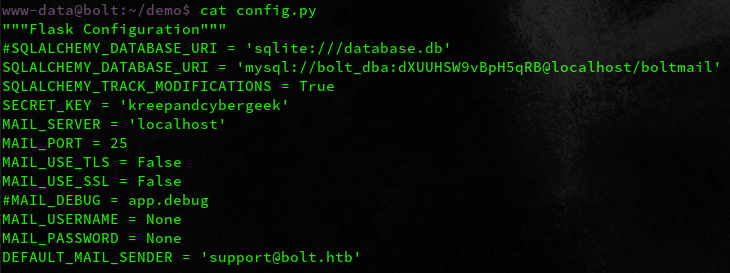 www-data@bolt:~/demo$ cat config.py
"""Flask Configuration"""
#SQLALCHEMY_DATABASE_URI = 'sqlite:///database.db'
SQLALCHEMY_DATABASE_URI = 'mysql://bolt_dba:dXUUHSW9vBpH5qRB@localhost/boltmail'
SQLALCHEMY_TRACK_MODIFICATIONS = True
SECRET_KEY = 'kreepandcybergeek'
MAIL_SERVER = 'localhost'
MAIL_PORT = 25
MAIL_USE_TLS = False
MAIL_USE_SSL = False
#MAIL_DEBUG = app.debug
MAIL_USERNAME = None
MAIL_PASSWORD = None
DEFAULT_MAIL_SENDER = 'support@bolt.htb'